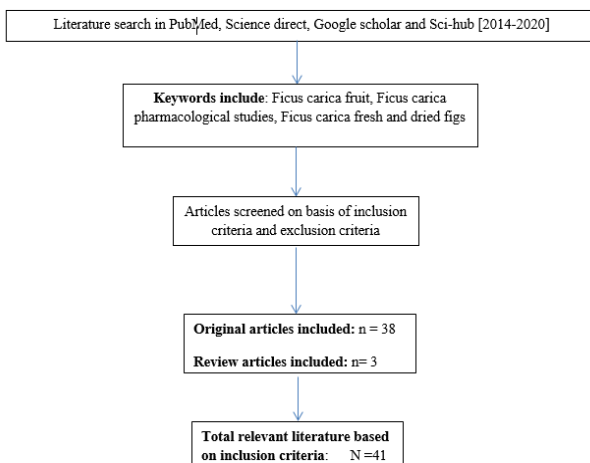 Literature search in PubMed, Science direct, Google scholar and Sci-hub [2014-2020]
Keywords include: Ficus carica fruit, Ficus carica
pharmacological studies, Ficus carica fresh and dried figs
Articles screened on basis of inclusion
criteria and exclusion criteria
Original articles included: n = 38
Review articles included: n= 3
Total relevant literature based
on inclusion criteria: N =41